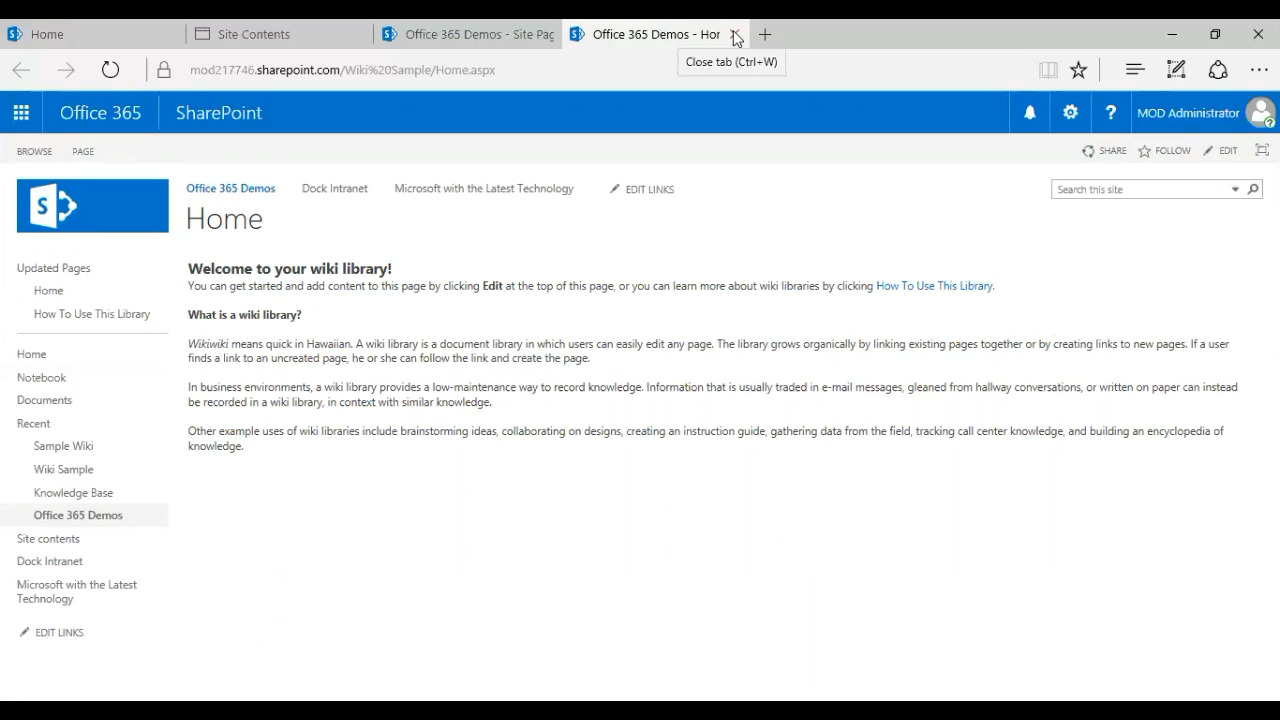 Home
Site Contents
Office 365 Demos - Site Pag
Office 365 Demos - Hor
Close tab (Ctrl+W)
mod217746.sharepoint.com/Wiki%20Sample/Home.aspx
Office 365
SharePoint
?
MOD Administrator
BROWSE
PAGE
SHARE
FOLLOW
EDIT
S
Office 365 Demos
Dock Intranet
Microsoft with the Latest Technology
EDIT LINKS
Search this site
Home
Updated Pages
Home
How To Use This Library
Home
Notebook
Documents
Recent
Sample Wiki
Wiki Sample
Knowledge Base
Office 365 Demos
Site contents
Dock Intranet
Microsoft with the Latest
Technology
EDIT LINKS
Welcome to your wiki library!
You can get started and add content to this page by clicking Edit at the top of this page, or you can learn more about wiki libraries by clicking How To Use This Library.
What is a wiki library?
Wikiwiki means quick in Hawaiian. A wiki library is a document library in which users can easily edit any page. The library grows organically by linking existing pages together or by creating links to new pages. If a user
finds a link to an uncreated page, he or she can follow the link and create the page.
In business environments, a wiki library provides a low-maintenance way to record knowledge. Information that is usually traded in e-mail messages, gleaned from hallway conversations, or written on paper can instead
be recorded in a wiki library, in context with similar knowledge.
Other example uses of wiki libraries include brainstorming ideas, collaborating on designs, creating an instruction guide, gathering data from the field, tracking call center knowledge, and building an encyclopedia of
knowledge.